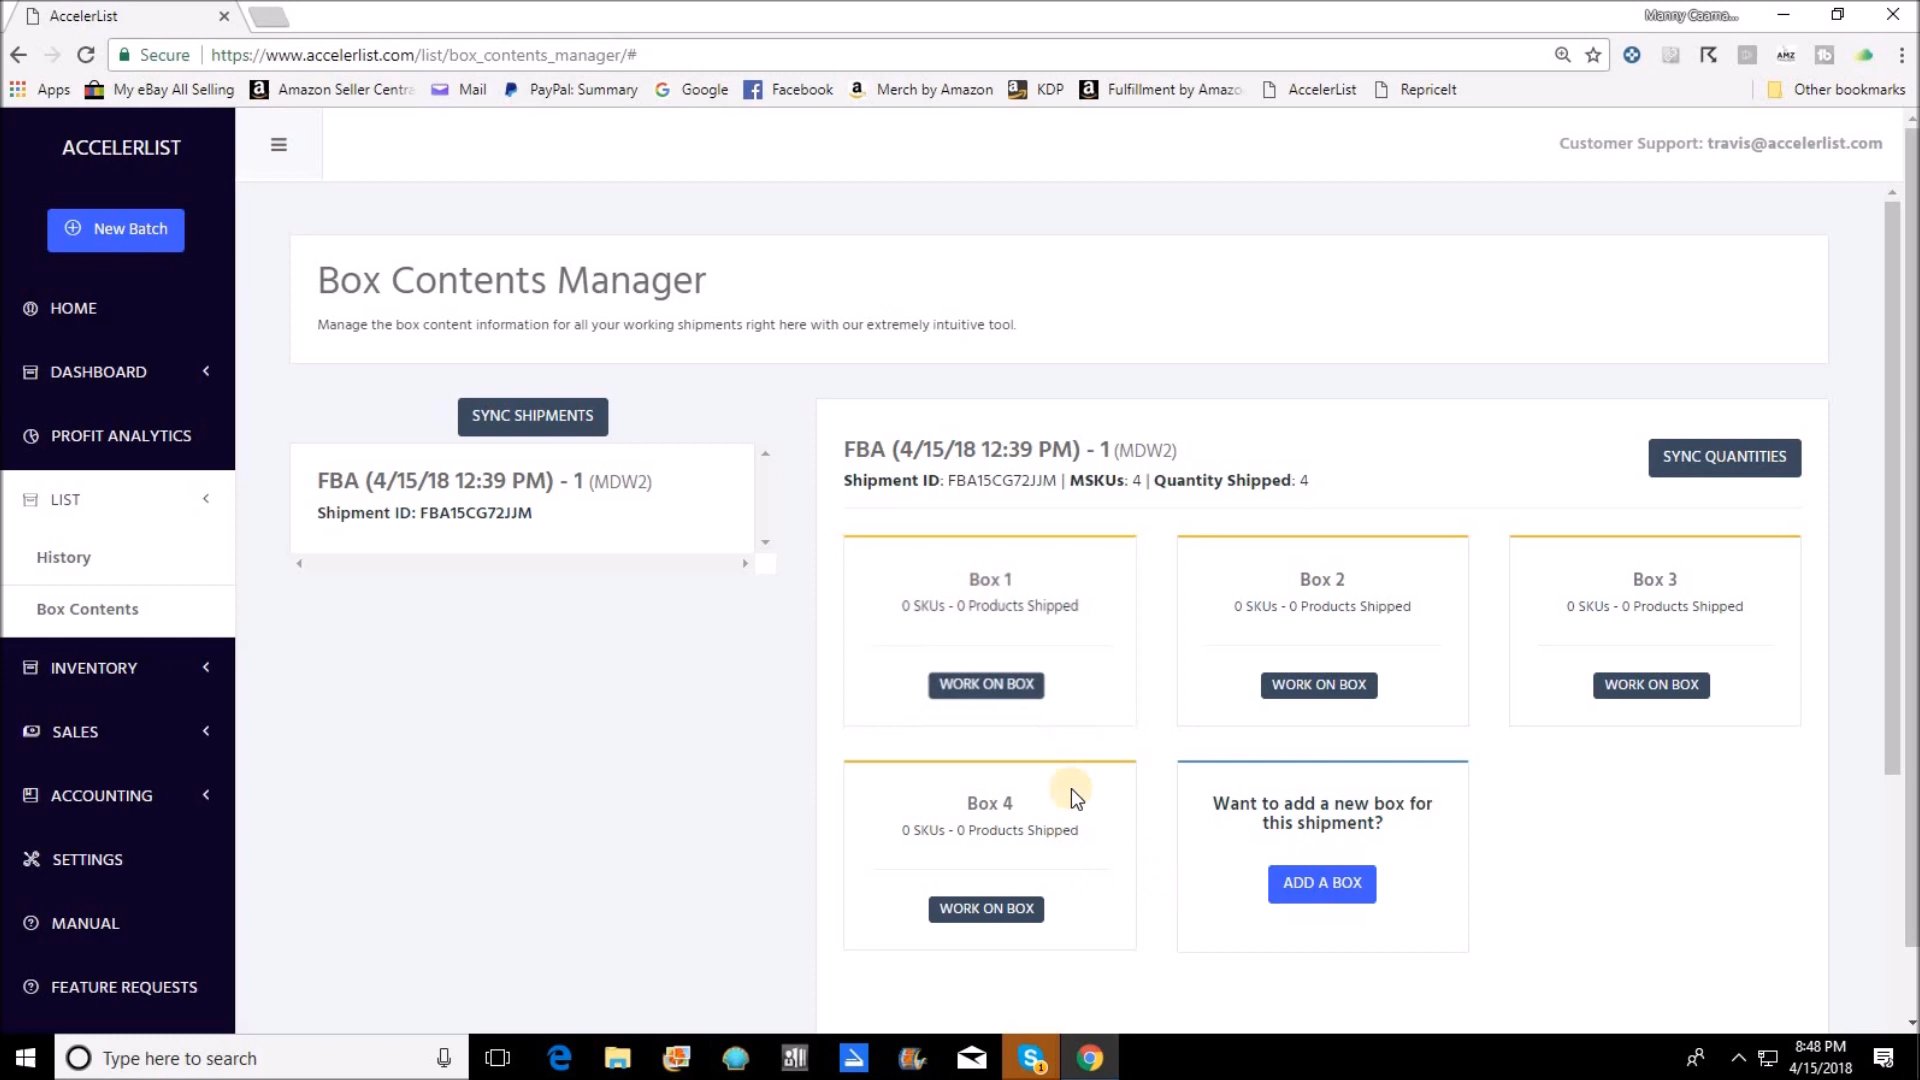 AccelerList
Manny Caama...
Secure https://www.accelerlist.com/list/box_contents_manager/#
Apps My eBay All Selling Amazon Seller Centra Mail PayPal: Summary Google Facebook Merch by Amazon KDP Fulfillment by Amazo AccelerList RepriceIt Other bookmarks
ACCELERLIST
Customer Support: travis@accelerlist.com
New Batch
HOME
DASHBOARD
PROFIT ANALYTICS
LIST
History
Box Contents
INVENTORY
SALES
ACCOUNTING
SETTINGS
MANUAL
FEATURE REQUESTS
Box Contents Manager
Manage the box content information for all your working shipments right here with our extremely intuitive tool.
SYNC SHIPMENTS
FBA (4/15/18 12:39 PM) - 1 (MDW2)
Shipment ID: FBA15CG72JJM
FBA (4/15/18 12:39 PM) - 1 (MDW2)
Shipment ID: FBA15CG72JJM | MSKUs: 4 | Quantity Shipped: 4
SYNC QUANTITIES
Box 1
0 SKUs - 0 Products Shipped
WORK ON BOX
Box 2
0 SKUs - 0 Products Shipped
WORK ON BOX
Box 3
0 SKUs - 0 Products Shipped
WORK ON BOX
Box 4
0 SKUs - 0 Products Shipped
WORK ON BOX
Want to add a new box for
this shipment?
ADD A BOX
Type here to search
8:48 PM
4/15/2018